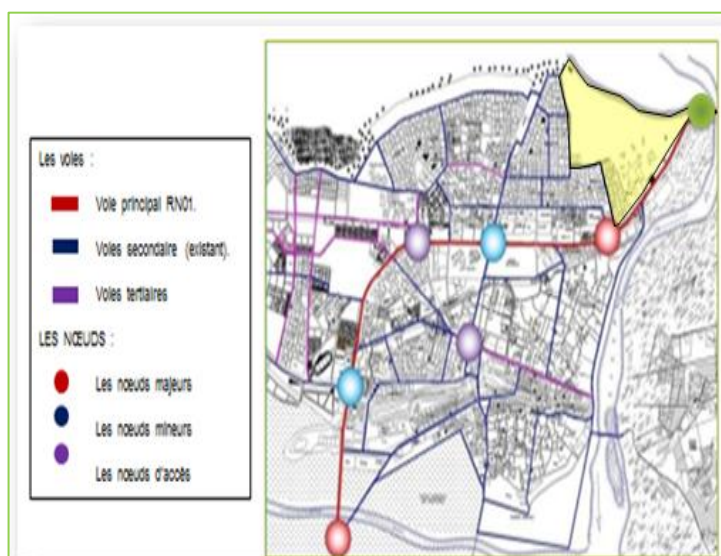 Les voies :
Voie principal RN01.
Voies secondaire (existant).
Voies tertiaires
LES NŒUDS :
Les nœuds majeurs
Les nœuds mineurs
Les nœuds d'accès